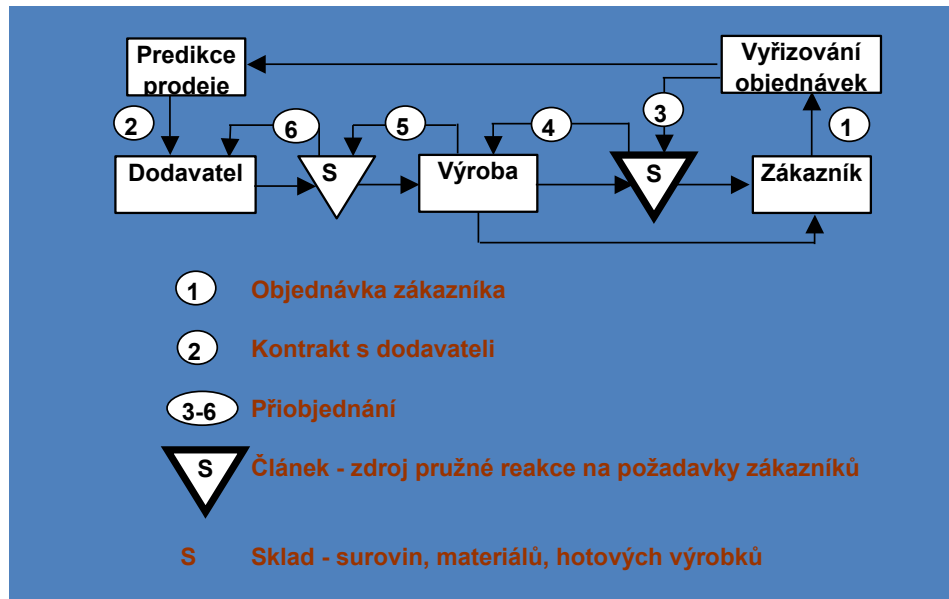 Predikce
prodeje
Vyřizování
objednávek
2
6
5
4
3
1
Dodavatel
S
Výroba
S
Zákazník
1 Objednávka zákazníka
2 Kontrakt s dodavateli
3-6 Přiobjednání
S Článek - zdroj pružné reakce na požadavky zákazníků
S Sklad - surovin, materiálů, hotových výrobků